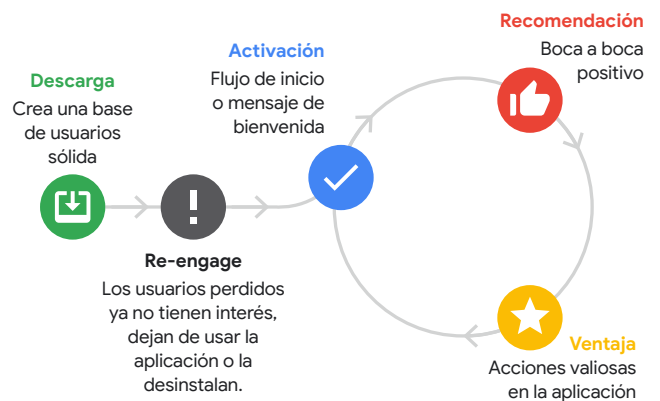 Descarga
Crea una base
de usuarios
sólida
Re-engage
Los usuarios perdidos
ya no tienen interés,
dejan de usar la
aplicación o la
desinstalan.
Activación
Flujo de inicio
o mensaje de
bienvenida
Recomendación
Boca a boca
positivo
Ventaja
Acciones valiosas
en la aplicación